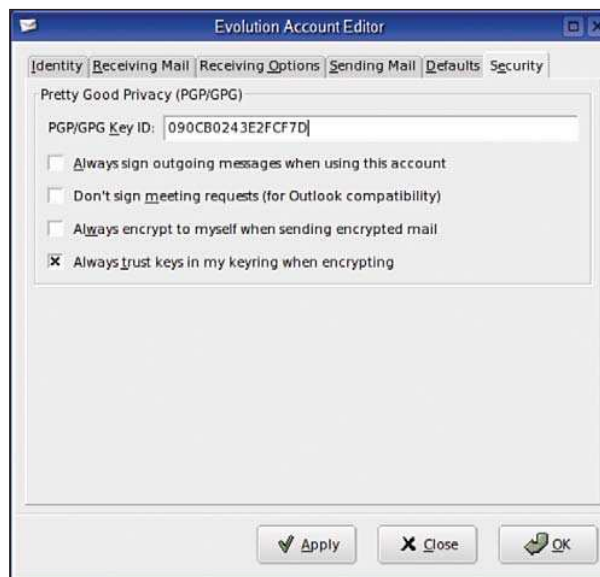 Evolution Account Editor
Identity Receiving Mail Receiving Options Sending Mail Defaults Security
Pretty Good Privacy (PGP/GPG)
PGP/GPG Key ID: 090CB0243E2FCF7D
Always sign outgoing messages when using this account
Don't sign meeting requests (for Outlook compatibility)
Always encrypt to myself when sending encrypted mail
Always trust keys in my keyring when encrypting
Apply Close OK